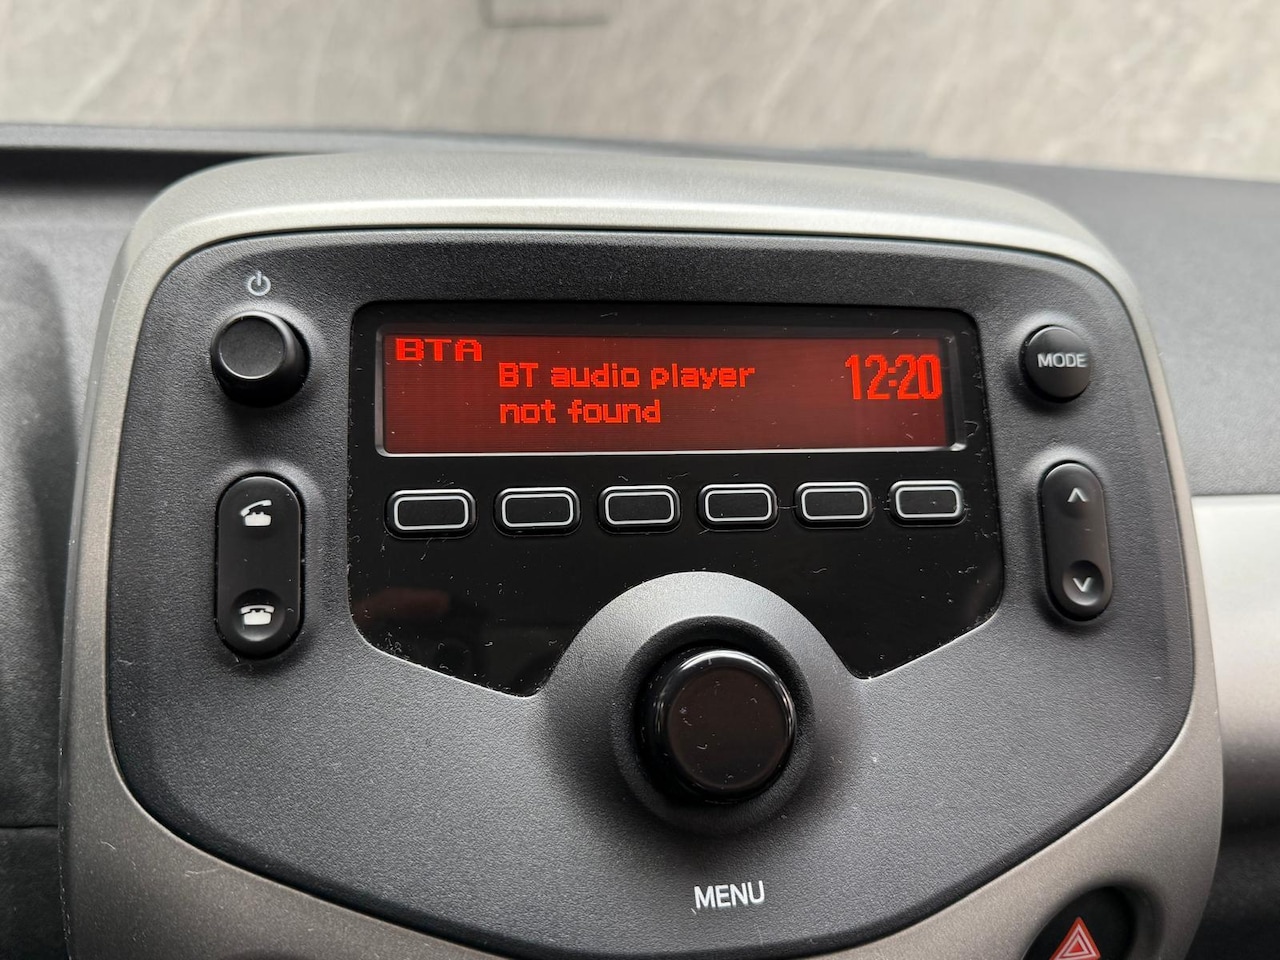 BTA
BT audio player
not found
12:20
MODE
MENU